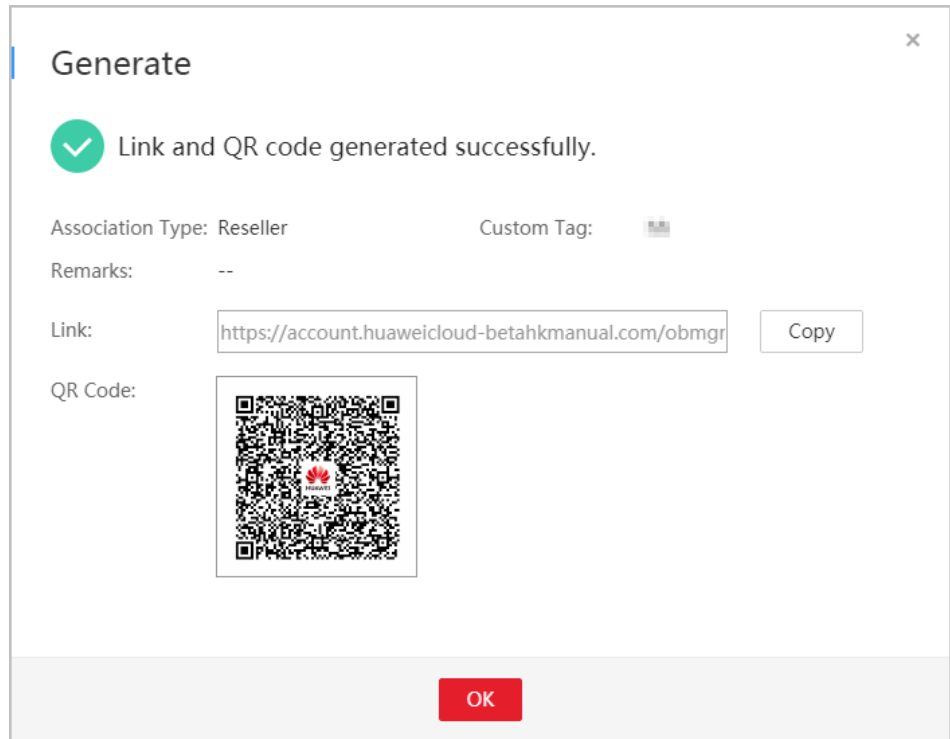 Generate
Link and QR code generated successfully.
Association Type: Reseller Custom Tag:
Remarks: --
Link: https://account.huaweicloud-betahkmanual.com/obmgr Copy
QR Code:
HUAWEI
OK